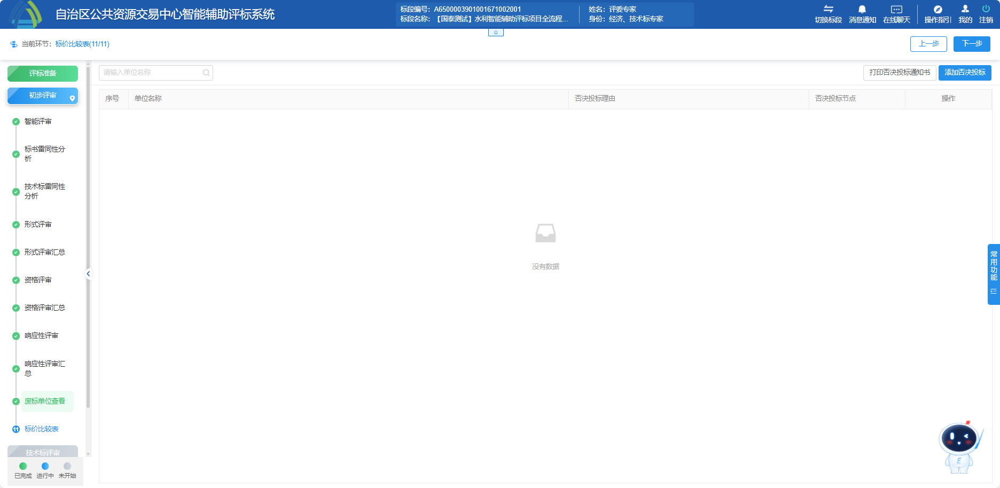 自治区公共资源交易中心智能辅助评标系统
标段编号：A6500003901001671002001
标段名称：【国泰测试】水利智能辅助评标项目全流程...
姓名：评委专家
身份：经济、技术标专家
切换标段
消息通知
在线聊天
操作指引
我的
注销
当前环节：标价比较表(11/11)
上一步
下一步
评标准备
初步评审
智能评审
标书雷同性分
析
技术标雷同性
分析
形式评审
形式评审汇总
资格评审
资格评审汇总
响应性评审
响应性评审汇
总
废标单位查看
11 标价比较表
技术标评审
已完成
进行中
未开始
请输入单位名称
打印否决投标通知书
添加否决投标
序号
单位名称
否决投标理由
否决投标节点
操作
没有数据
常用功能
E